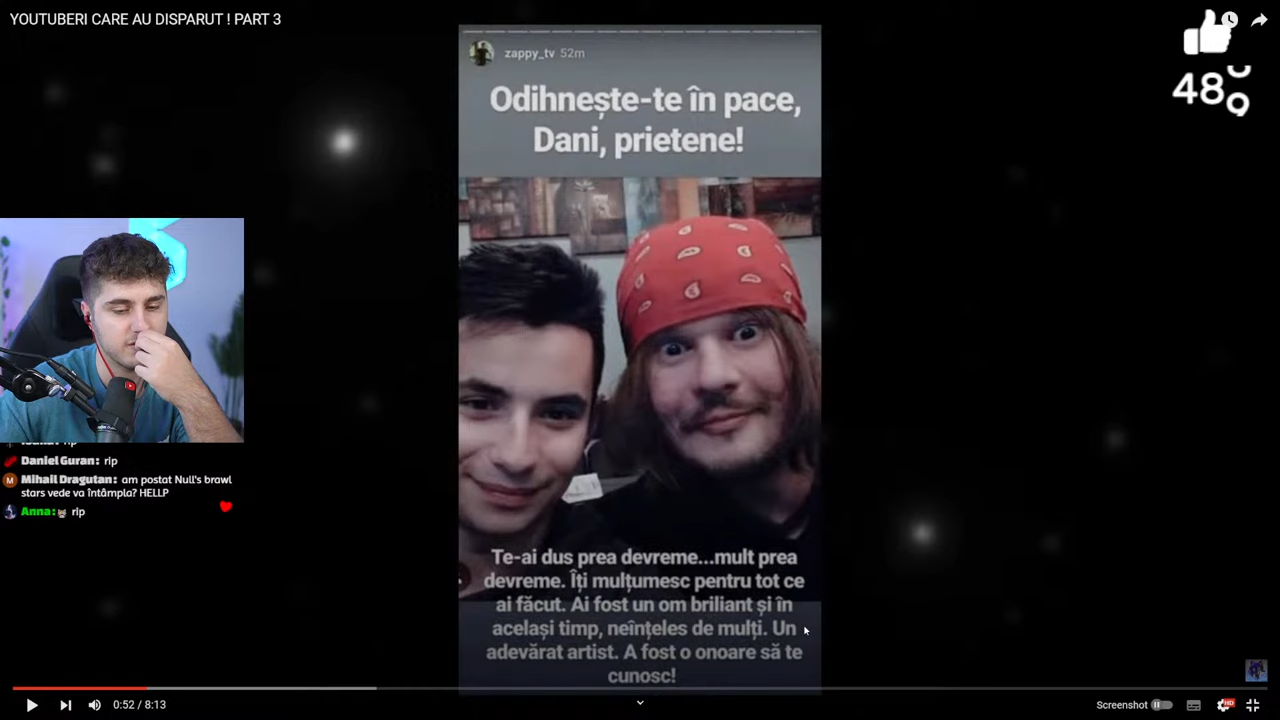 YOUTUBERI CARE AU DISPARUT ! PART 3
zappy_tv 52m
Odihnește-te în pace,
Dani, prietene!
48
Daniel Guran: rip
Mihail Dragutan: am postat Null's brawl
stars vede va întâmpla? HELLP
Anna: rip
Te-ai dus prea devreme...mult prea
devreme. Îți mulțumesc pentru tot ce
ai făcut. Ai fost un om briliant și în
același timp, neînțeles de mulți. Un
adevărat artist. A fost o onoare să te
cunosc!
0:52 / 8:13
Screenshot
HD